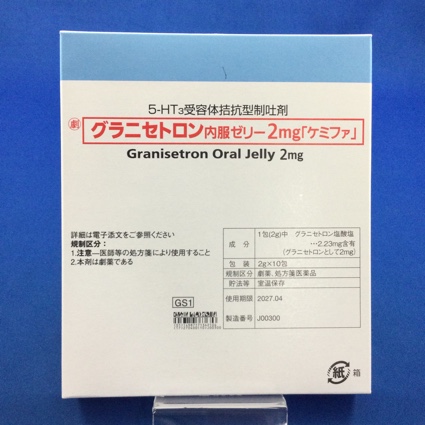 5-HT₃受容体拮抗型制吐剤
劇 グラニセトロン内服ゼリー2mg「ケミファ」
Granisetron Oral Jelly 2mg
詳細は電子添文をご参照ください
規制区分:
1.注意―医師等の処方箋により使用すること
2.本剤は劇薬である
成分 1包(2g)中 グラニセトロン塩酸塩
…2.23mg含有
(グラニセトロンとして2mg)
包装 2g×10包
規制区分 劇薬、処方箋医薬品
貯法等 室温保存
使用期限 2027.04
製造番号 J00300
GS1
紙 箱